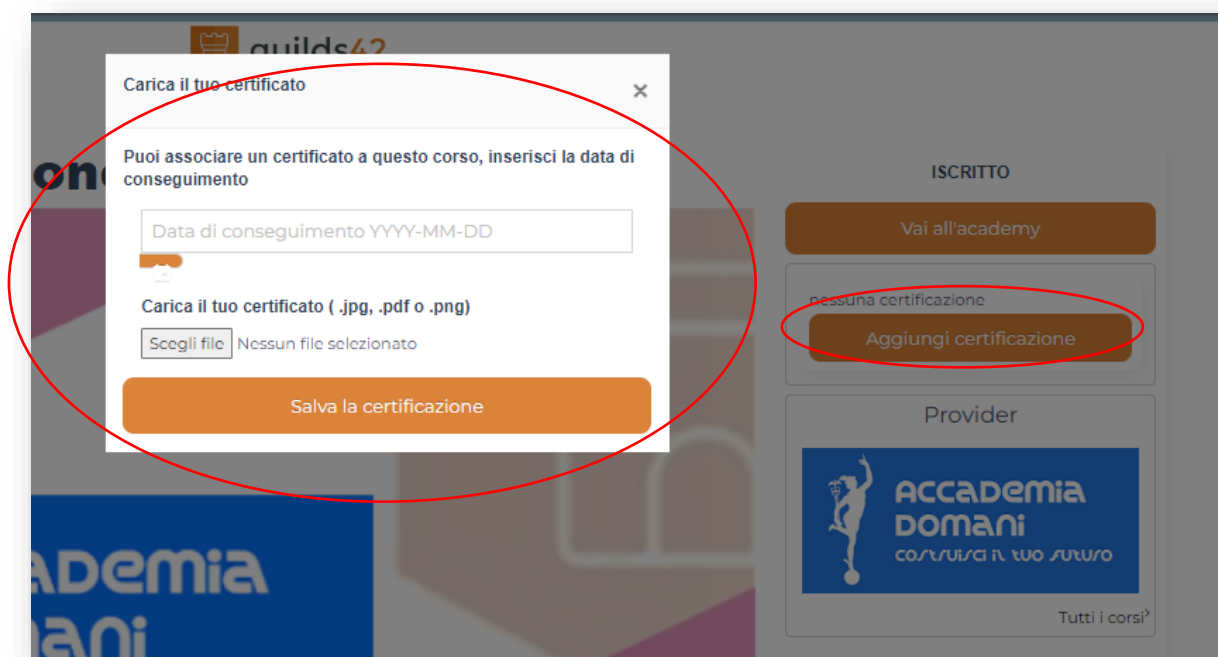 guilds42
Carica il tuo certificato
×
Puoi associare un certificato a questo corso, inserisci la data di
conseguimento
Data di conseguimento YYYY-MM-DD
Carica il tuo certificato ( .jpg, .pdf o .png)
Scegli file Nessun file selezionato
Salva la certificazione
ISCRITTO
Vai all'academy
nessuna certificazione
Aggiungi certificazione
Provider
ACCADEMIA
DOMANI
COSTRUISCI IL TUO FUTURO
Tutti i corsi>